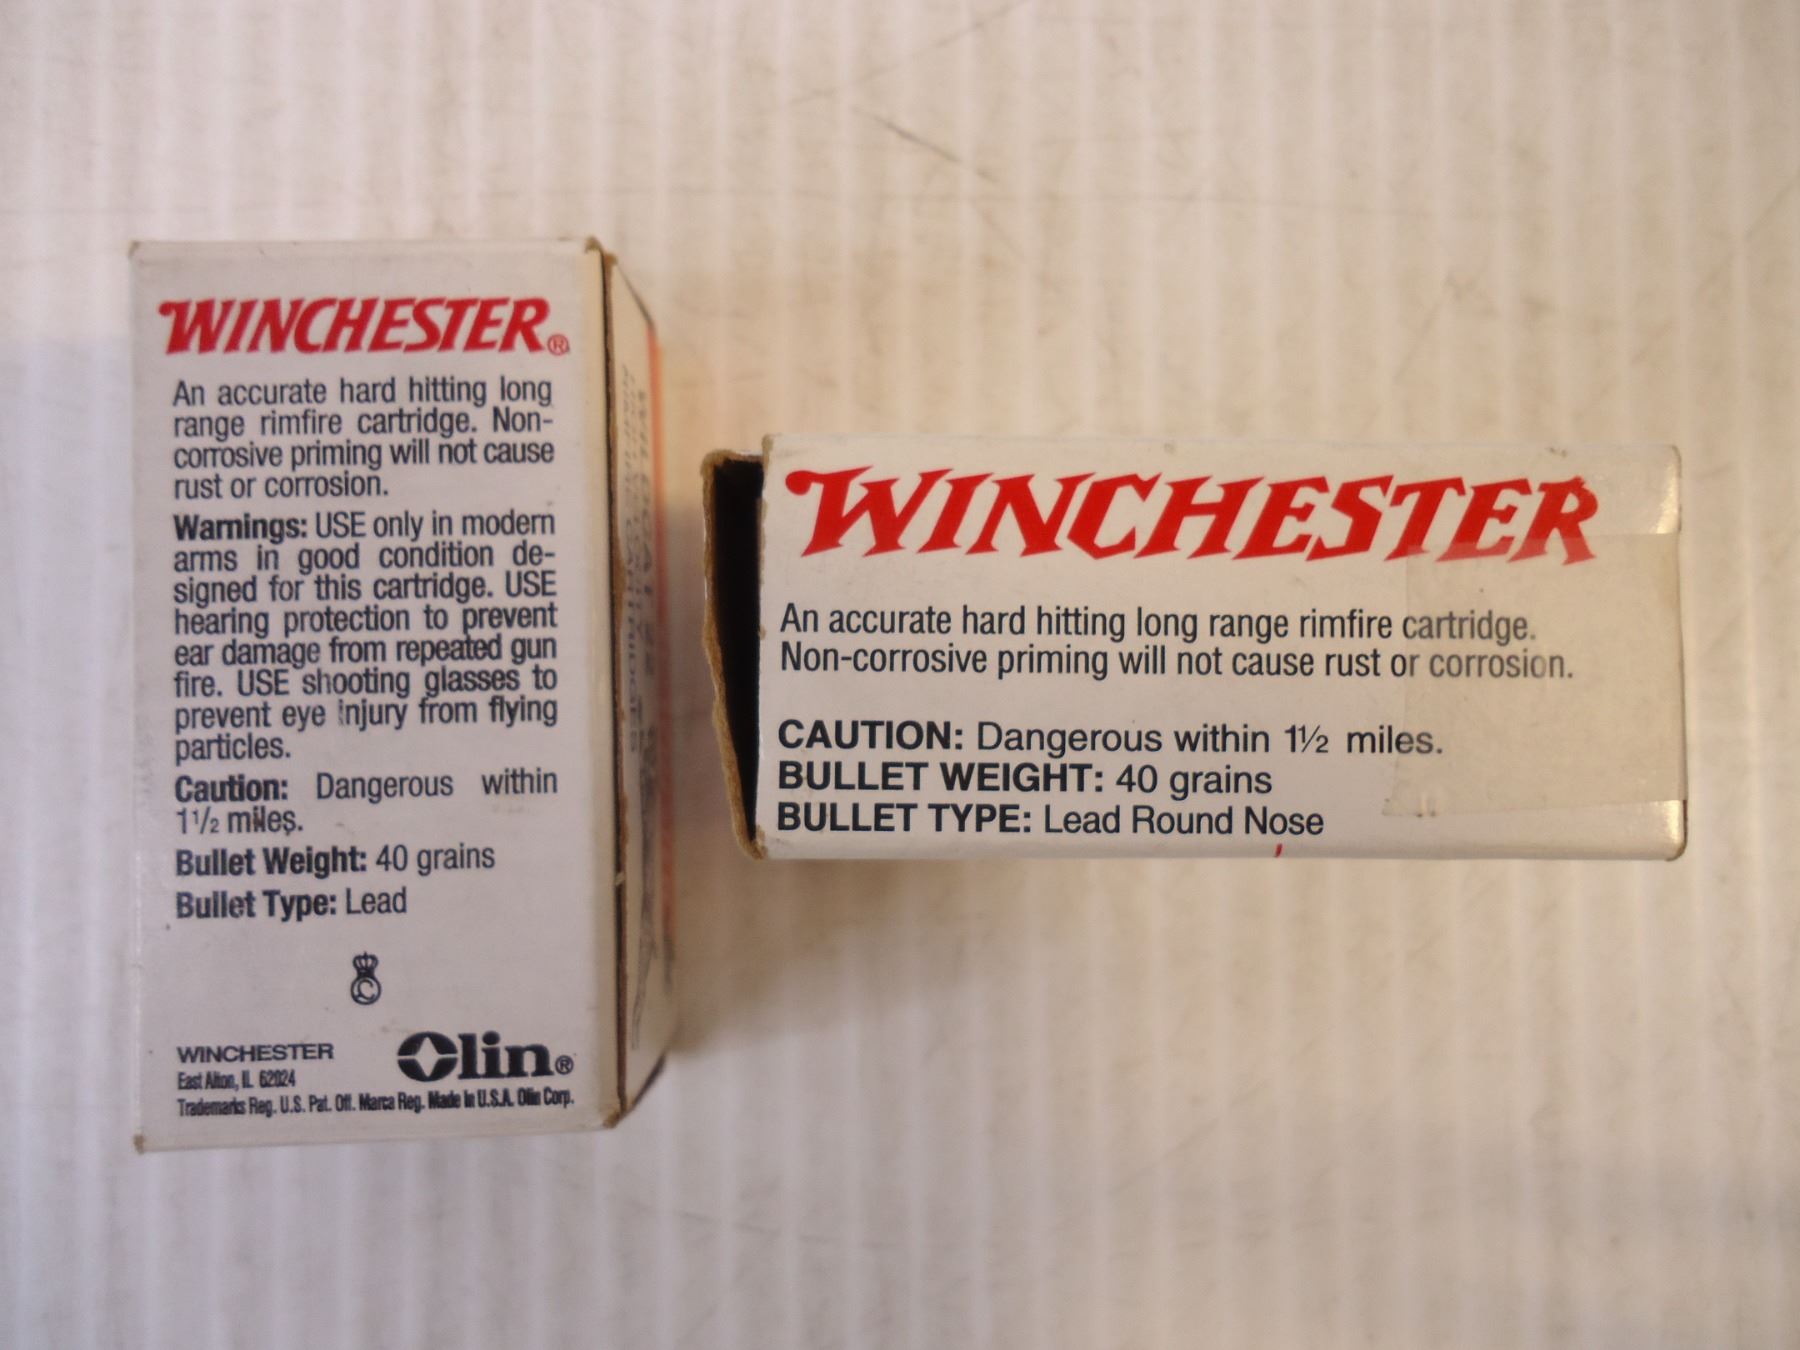 WINCHESTER®
An accurate hard hitting long
range rimfire cartridge. Non-
corrosive priming will not cause
rust or corrosion.
Warnings: USE only in modern
arms in good condition de-
signed for this cartridge. USE
hearing protection to prevent
ear damage from repeated gun
fire. USE shooting glasses to
prevent eye injury from flying
particles.
Caution: Dangerous within
1½ miles.
Bullet Weight: 40 grains
Bullet Type: Lead
WINCHESTER
East Alton, IL 62024
Olin®
Trademarks Reg. U.S. Pat. Off. Marca Reg. Made in U.S.A. Olin Corp.
WINCHESTER
An accurate hard hitting long range rimfire cartridge.
Non-corrosive priming will not cause rust or corrosion.
CAUTION: Dangerous within 1½ miles.
BULLET WEIGHT: 40 grains
BULLET TYPE: Lead Round Nose